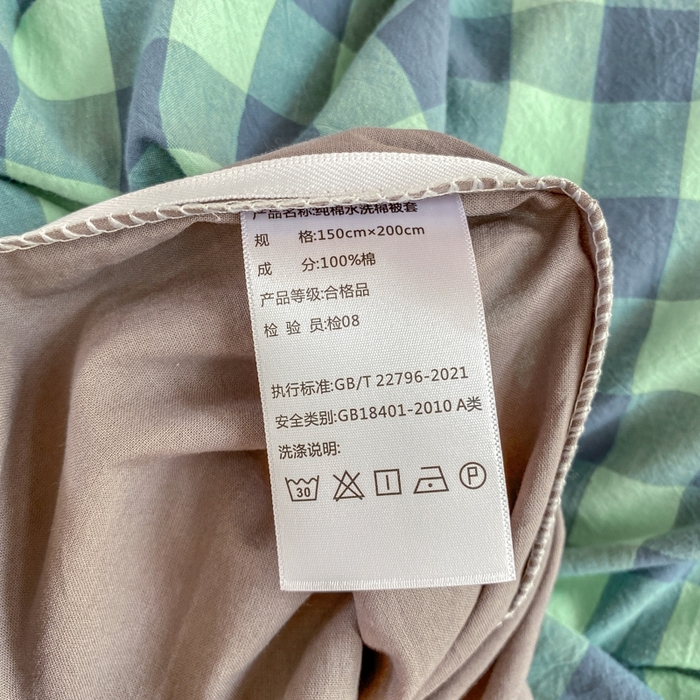 产品名称:纯棉水洗棉被套
规 格:150cm×200cm
成 分:100%棉
产品等级:合格品
检 验 员:检08
执行标准:GB/T 22796-2021
安全类别:GB18401-2010 A类
洗涤说明:
30 P